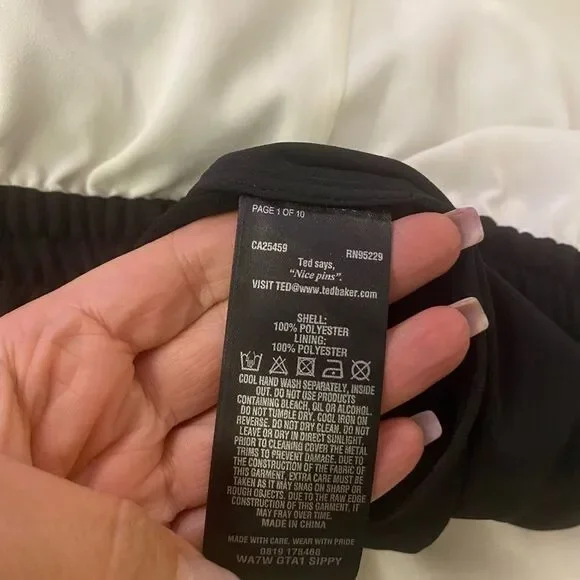 PAGE 1 OF 10
CA25459 RN95229
Ted says,
"Nice pins".
VISIT TED@www.tedbaker.com
SHELL:
100% POLYESTER
LINING:
100% POLYESTER
COOL HAND WASH SEPARATELY, INSIDE
OUT. DO NOT USE PRODUCTS
CONTAINING BLEACH, OIL OR ALCOHOL.
DO NOT TUMBLE DRY. COOL IRON ON
REVERSE. DO NOT DRY CLEAN. DO NOT
LEAVE OR DRY IN DIRECT SUNLIGHT.
PRIOR TO CLEANING COVER THE METAL
TRIMS TO PREVENT DAMAGE. DUE TO
THE CONSTRUCTION OF THE FABRIC OF
THIS GARMENT, EXTRA CARE MUST BE
TAKEN AS IT MAY SNAG ON SHARP OR
ROUGH OBJECTS. DUE TO THE RAW EDGE
CONSTRUCTION OF THIS GARMENT, IT
MAY FRAY OVER TIME.
MADE IN CHINA
MADE WITH CARE. WEAR WITH PRIDE
0819 178468
WA7W GTA1 SIPPY